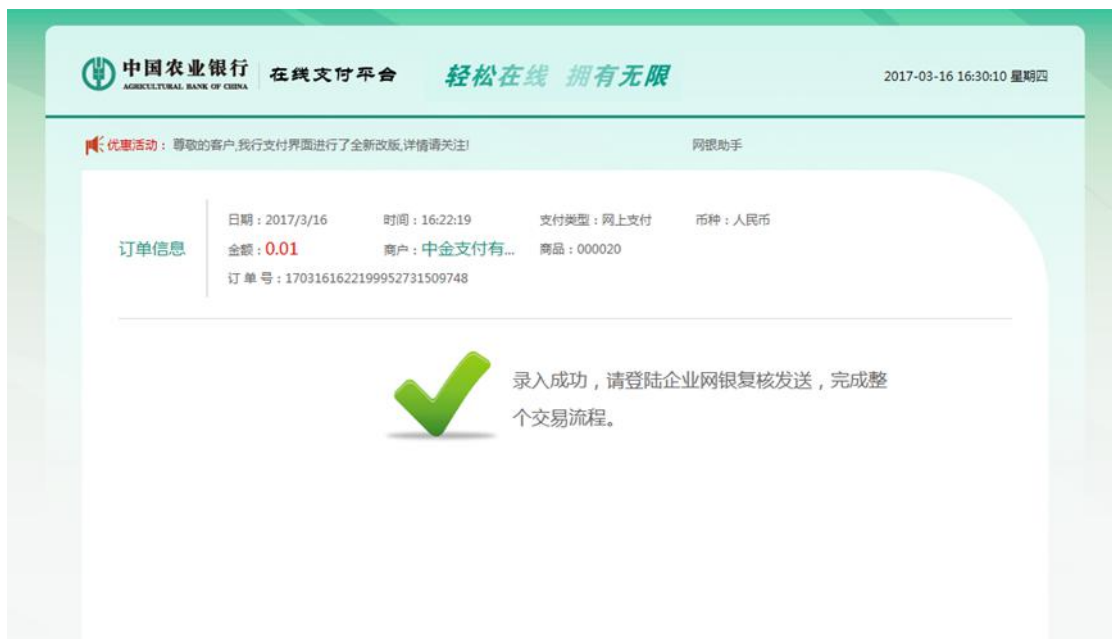 中国农业银行 在线支付平台 轻松在线 拥有无限 2017-03-16 16:30:10 星期四
AGRICULTURAL BANK OF CHINA
优惠活动：尊敬的客户,我行支付界面进行了全新改版,详情请关注! 网银助手
日期：2017/3/16 时间：16:22:19 支付类型：网上支付 币种：人民币
订单信息 金额：0.01 商户：中金支付有... 商品：000020
订 单 号：1703161622199952731509748
录入成功，请登陆企业网银复核发送，完成整
个交易流程。